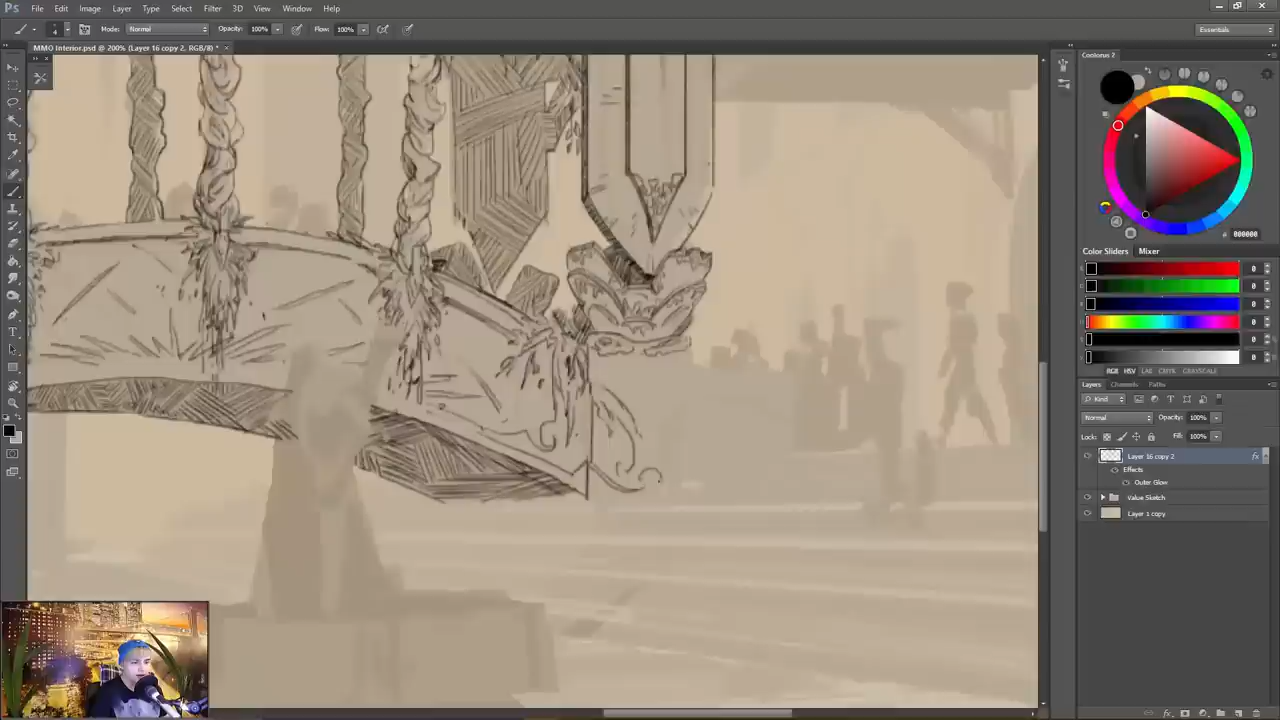 Ps File Edit Image Layer Type Select Filter 3D View Window Help
4 Mode: Normal Opacity: 100% Flow: 100% Essentials
MMO Interior.psd @ 200% (Layer 16 copy 2, RGB/8) * ×
Coolorus 2
# 000000
Color Sliders Mixer
0
0
0
0
0
0
RGB HSV LAB CMYK GRAYSCALE
Layers Channels Paths
Kind
Normal Opacity: 100%
Lock: Fill: 100%
Layer 16 copy 2 fx
Effects
Outer Glow
Value Sketch
Layer 1 copy